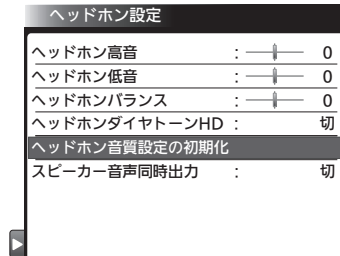 ヘッドホン設定
ヘッドホン高音 : 0
ヘッドホン低音 : 0
ヘッドホンバランス : 0
ヘッドホンダイヤトーンHD : 切
ヘッドホン音質設定の初期化
スピーカー音声同時出力 : 切